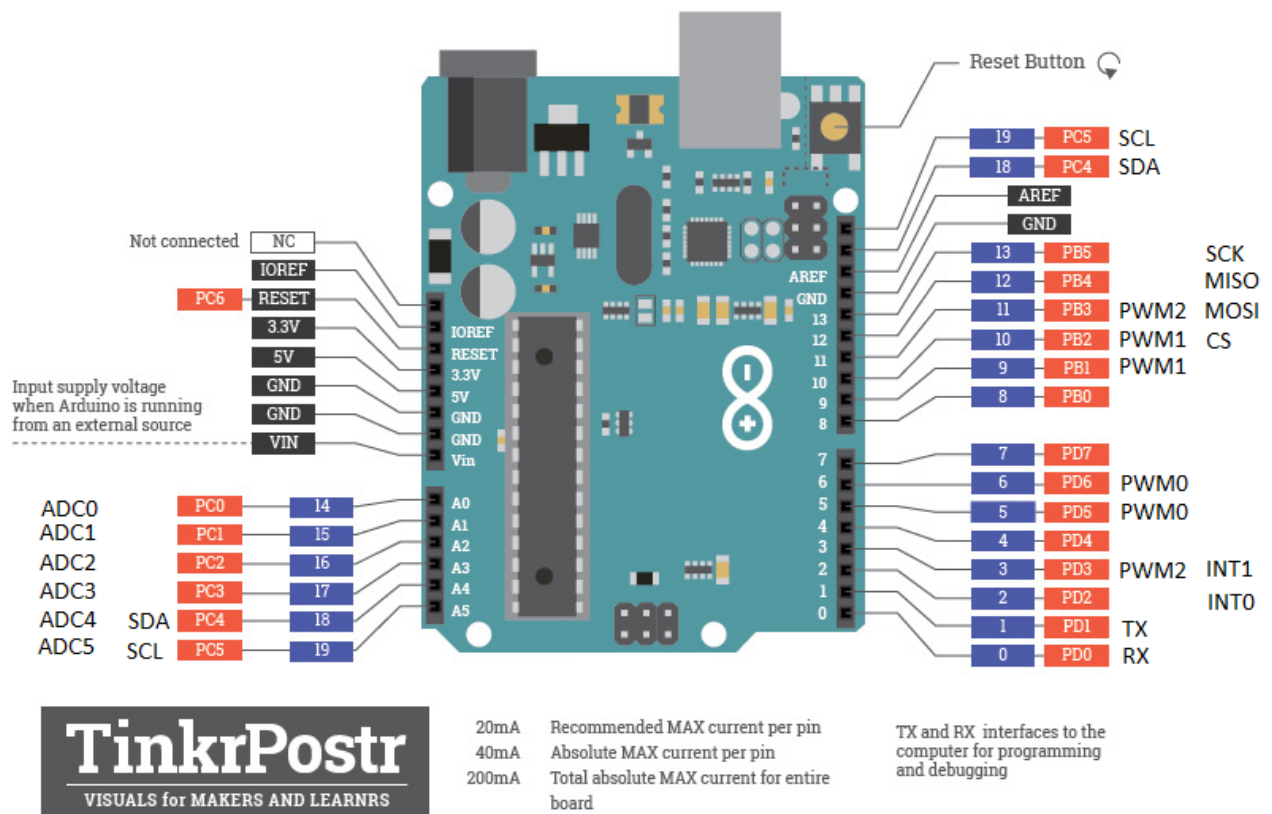 Reset Button
19 PC5 SCL
18 PC4 SDA
AREF
GND
13 PB5 SCK
12 PB4 MISO
11 PB3 PWM2 MOSI
10 PB2 PWM1 CS
9 PB1 PWM1
8 PB0
7 PD7
6 PD6 PWM0
5 PD5 PWM0
4 PD4
3 PD3 PWM2 INT1
2 PD2 INT0
1 PD1 TX
0 PD0 RX
Not connected NC
IOREF
PC6 RESET
3.3V
5V
GND
GND
VIN
Input supply voltage
when Arduino is running
from an external source
ADC0 PC0 14
ADC1 PC1 15
ADC2 PC2 16
ADC3 PC3 17
ADC4 SDA PC4 18
ADC5 SCL PC5 19
IOREF
RESET
3.3V
5V
GND
GND
Vin
A0
A1
A2
A3
A4
A5
AREF
GND
13
12
11
10
9
8
7
6
5
4
3
2
1
0
TinkrPostr
VISUALS for MAKERS AND LEARNRS
20mA Recommended MAX current per pin
40mA Absolute MAX current per pin
200mA Total absolute MAX current for entire
board
TX and RX interfaces to the
computer for programming
and debugging